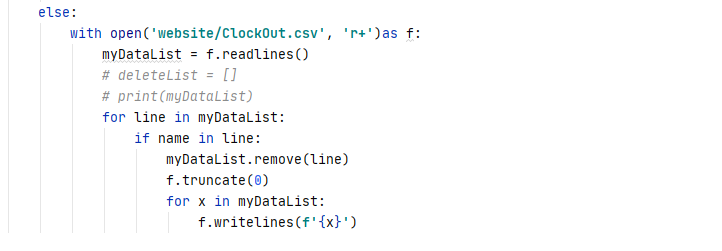 else:
with open('website/ClockOut.csv', 'r+')as f:
myDataList = f.readlines()
# deleteList = []
# print(myDataList)
for line in myDataList:
if name in line:
myDataList.remove(line)
f.truncate(0)
for x in myDataList:
f.writelines(f'{x}')